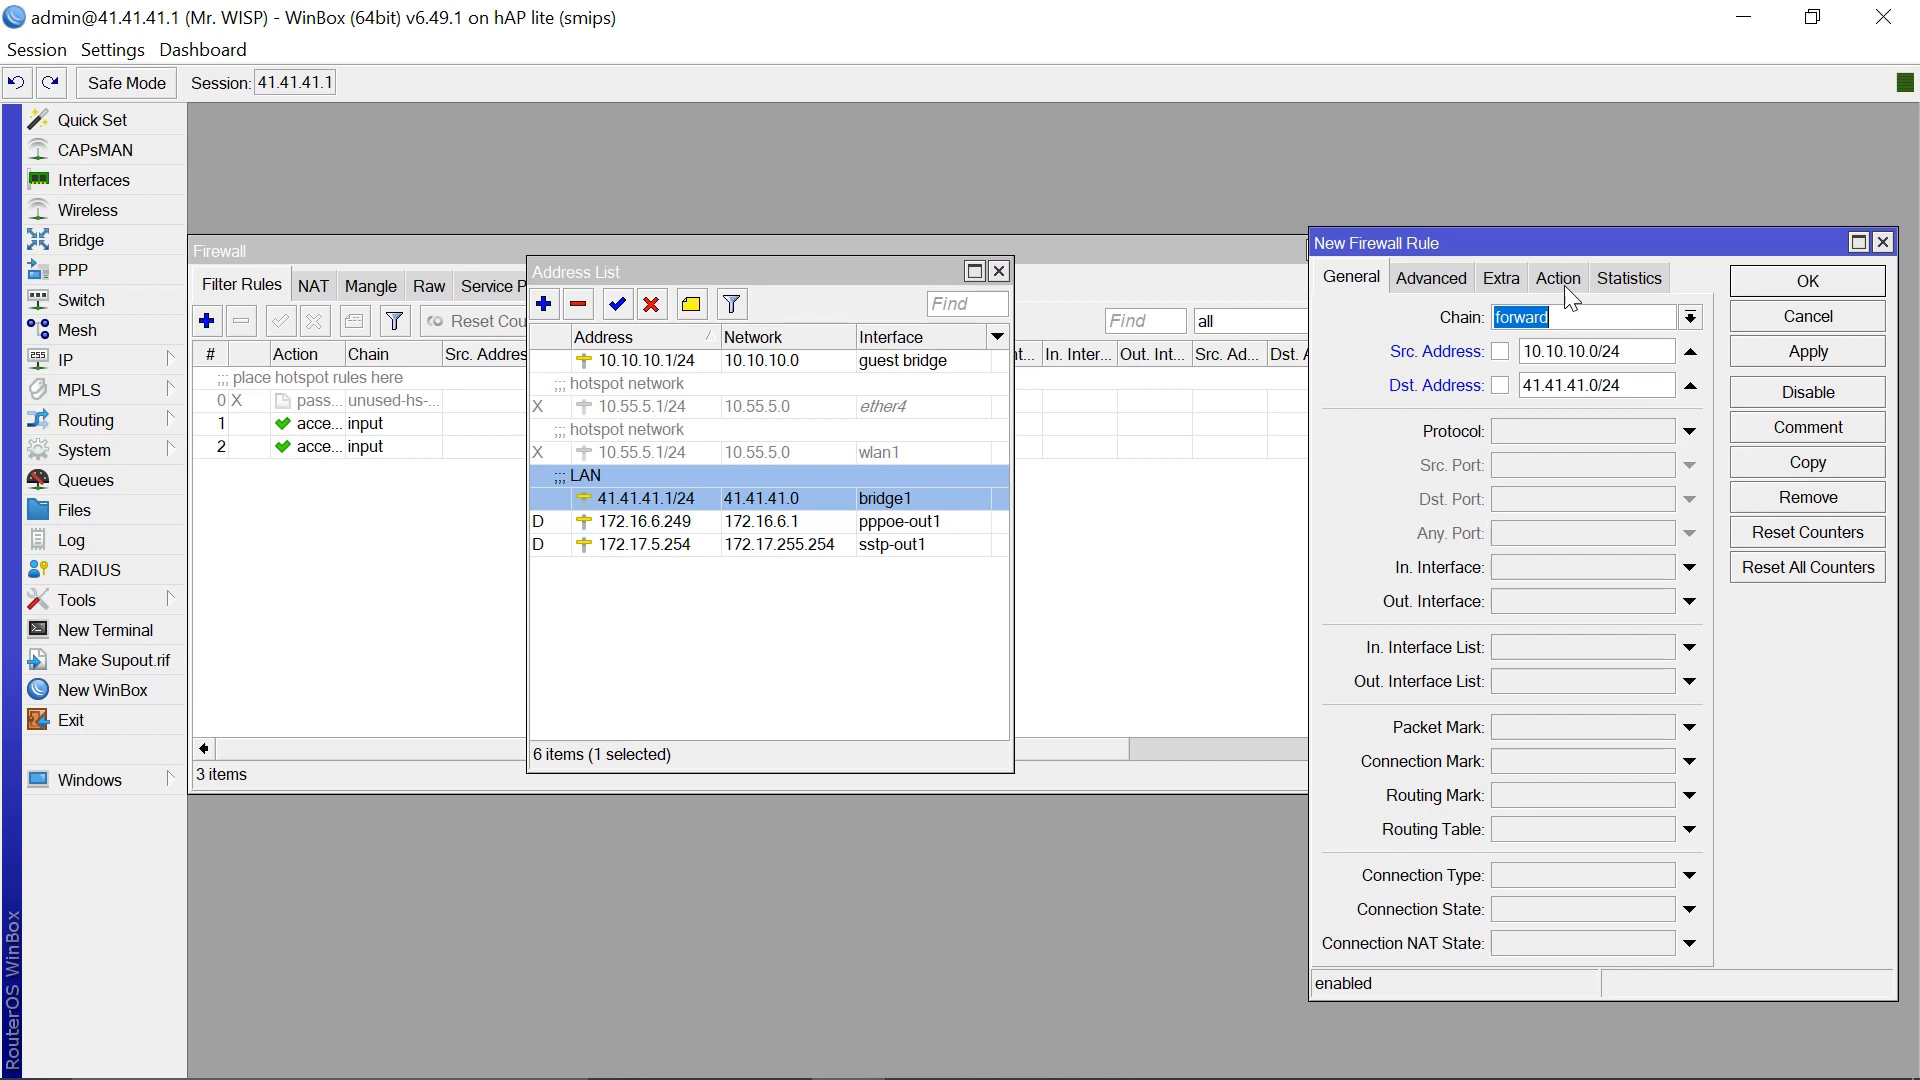 admin@41.41.41.1 (Mr. WISP) - WinBox (64bit) v6.49.1 on hAP lite (smips)
Session Settings Dashboard
Safe Mode Session: 41.41.41.1
Quick Set
CAPsMAN
Interfaces
Wireless
Bridge
PPP
Switch
Mesh
IP
MPLS
Routing
System
Queues
Files
Log
RADIUS
Tools
New Terminal
Make Supout.rif
New WinBox
Exit
Windows
RouterOS WinBox
Firewall
Filter Rules NAT Mangle Raw Service P
Reset Cou
Find all
# Action Chain Src. Addres
t... In. Inter... Out. Int... Src. Ad... Dst. A
;;; place hotspot rules here
0 X pass... unused-hs-...
1 acce... input
2 acce... input
3 items
Address List
Find
Address Network Interface
10.10.10.1/24 10.10.10.0 guest bridge
;;; hotspot network
X 10.55.5.1/24 10.55.5.0 ether4
;;; hotspot network
X 10.55.5.1/24 10.55.5.0 wlan1
;;; LAN
41.41.41.1/24 41.41.41.0 bridge1
D 172.16.6.249 172.16.6.1 pppoe-out1
D 172.17.5.254 172.17.255.254 sstp-out1
6 items (1 selected)
New Firewall Rule
General Advanced Extra Action Statistics
Chain: forward
Src. Address: 10.10.10.0/24
Dst. Address: 41.41.41.0/24
Protocol:
Src. Port:
Dst. Port:
Any. Port:
In. Interface:
Out. Interface:
In. Interface List:
Out. Interface List:
Packet Mark:
Connection Mark:
Routing Mark:
Routing Table:
Connection Type:
Connection State:
Connection NAT State:
enabled
OK
Cancel
Apply
Disable
Comment
Copy
Remove
Reset Counters
Reset All Counters